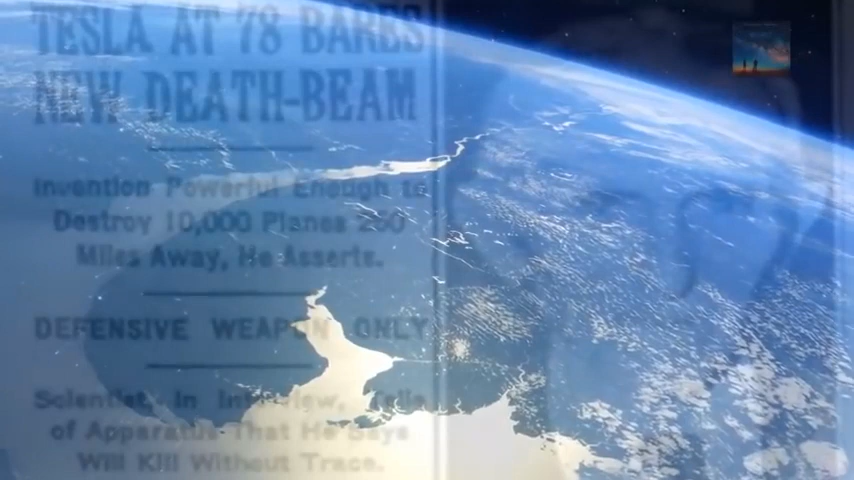 TESLA AT 78 BARES
NEW DEATH-BEAM
Invention Powerful Enough to
Destroy 10,000 Planes 250
Miles Away, He Asserts.
DEFENSIVE WEAPON ONLY
Scientist, in Interview, Tells
of Apparatus That He Says
Will Kill Without Trace.